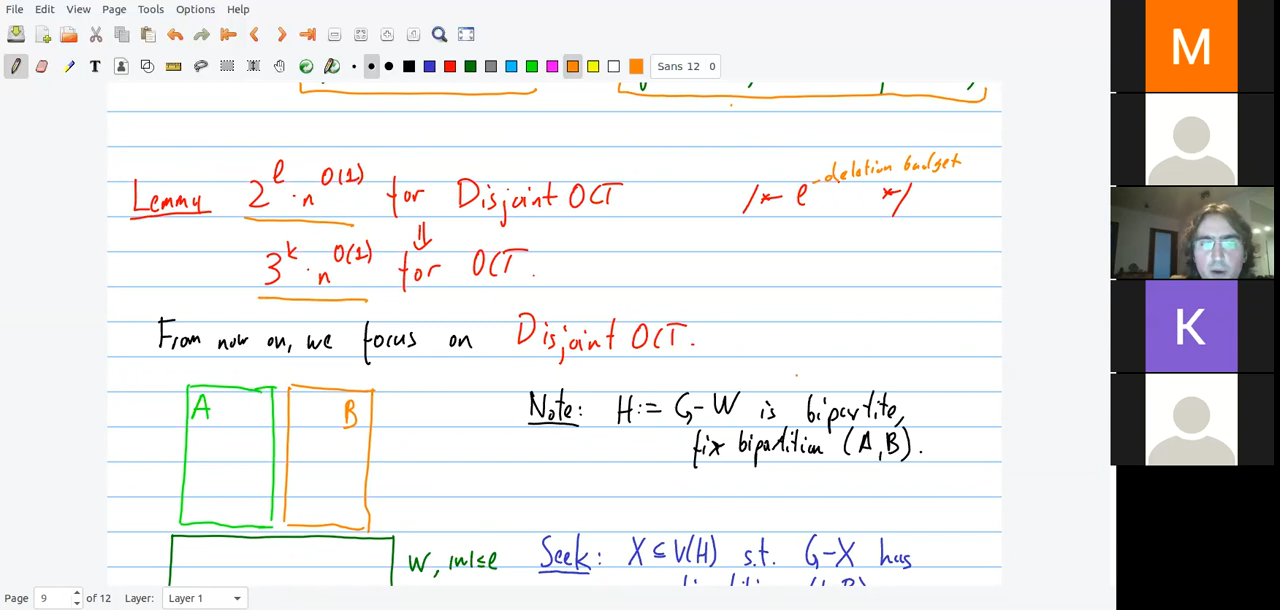 File Edit View Page Tools Options Help
T
Sans 12 0
Lemma 2^l · n^O(1) for Disjoint OCT /* l - deletion budget */
⇓
3^k · n^O(1) for OCT.
From now on, we focus on Disjoint OCT.
A B
Note: H := G - W is bipartite,
fix bipartition (A, B).
W, |W| ≤ l
Seek: X ⊆ V(H) s.t. G - X has
Page 9 of 12 Layer: Layer 1
M
K